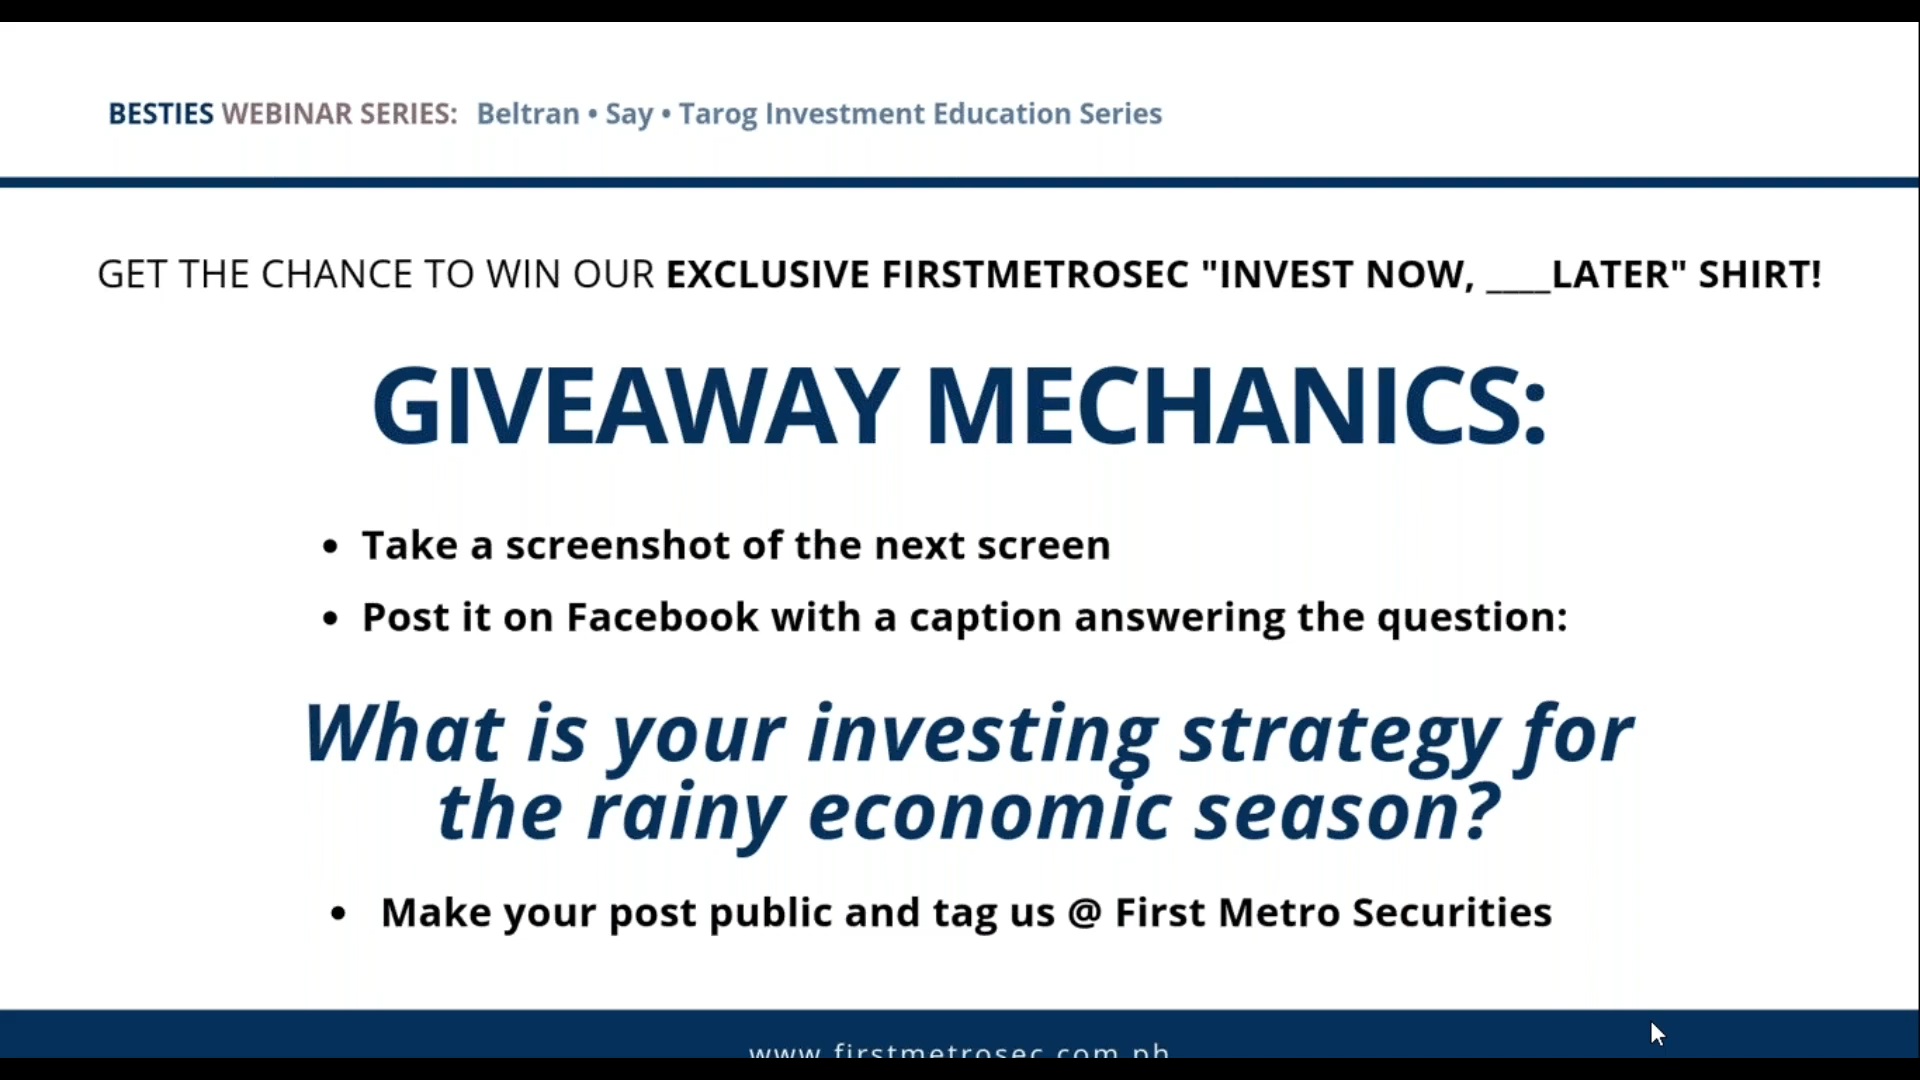 BESTIES WEBINAR SERIES: Beltran • Say • Tarog Investment Education Series
GET THE CHANCE TO WIN OUR EXCLUSIVE FIRSTMETROSEC "INVEST NOW, ____LATER" SHIRT!
GIVEAWAY MECHANICS:
• Take a screenshot of the next screen
• Post it on Facebook with a caption answering the question:
What is your investing strategy for
the rainy economic season?
• Make your post public and tag us @ First Metro Securities
www.firstmetrosec.com.ph